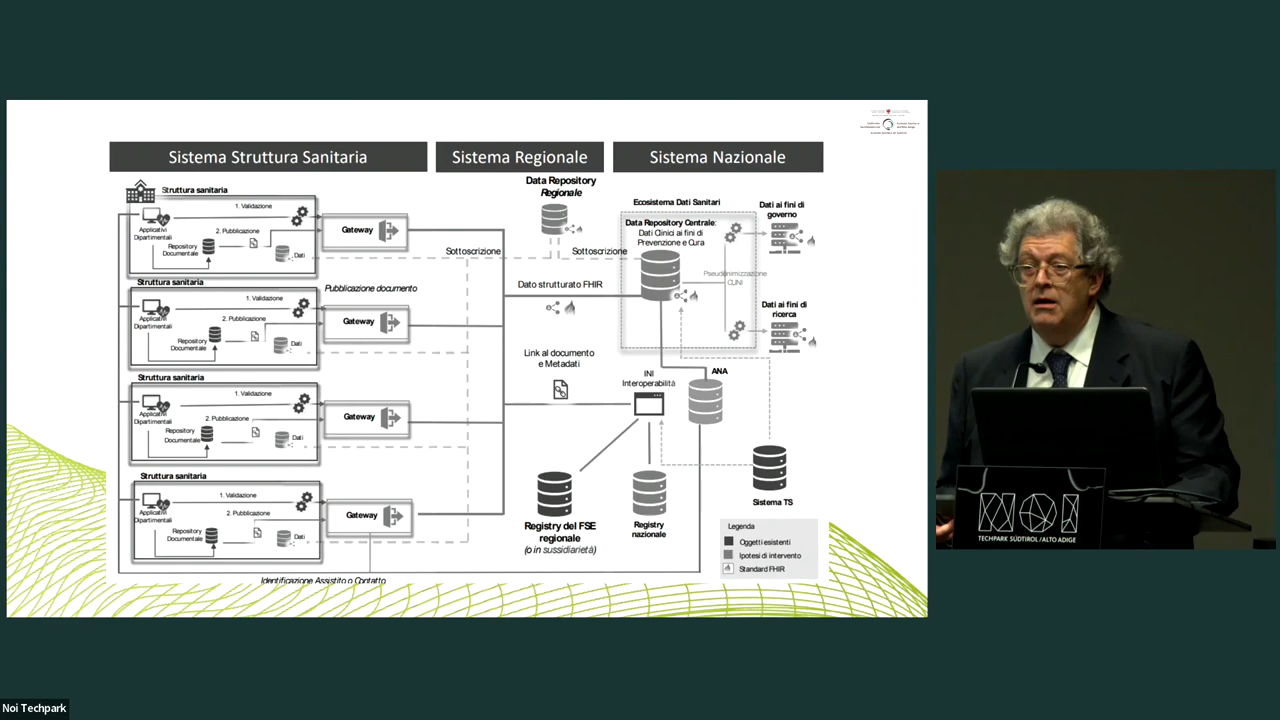 Sistema Struttura Sanitaria
Sistema Regionale
Sistema Nazionale
Struttura sanitaria
Applicativi
Dipartimentali
1. Validazione
2. Pubblicazione
Repository
Documentale
Dati
Gateway
Struttura sanitaria
Applicativi
Dipartimentali
1. Validazione
2. Pubblicazione
Repository
Documentale
Dati
Pubblicazione documento
Gateway
Struttura sanitaria
Applicativi
Dipartimentali
1. Validazione
2. Pubblicazione
Repository
Documentale
Dati
Gateway
Struttura sanitaria
Applicativi
Dipartimentali
1. Validazione
2. Pubblicazione
Repository
Documentale
Dati
Gateway
Identificazione Assistito o Contatto
Data Repository
Regionale
Sottoscrizione
Sottoscrizione
Dato strutturato FHIR
Link al documento
e Metadati
Registry del FSE
regionale
(o in sussidiarietà)
Ecosistema Dati Sanitari
Data Repository Centrale:
Dati Clinici ai fini di
Prevenzione e Cura
Pseudonimizzazione
CUNI
Dati ai fini di
governo
Dati ai fini di
ricerca
INI
Interoperabilità
ANA
Registry
nazionale
Sistema TS
Legenda
Oggetti esistenti
Ipotesi di intervento
Standard FHIR
NOI
TECHPARK SÜDTIROL/ALTO ADIGE
Noi Techpark